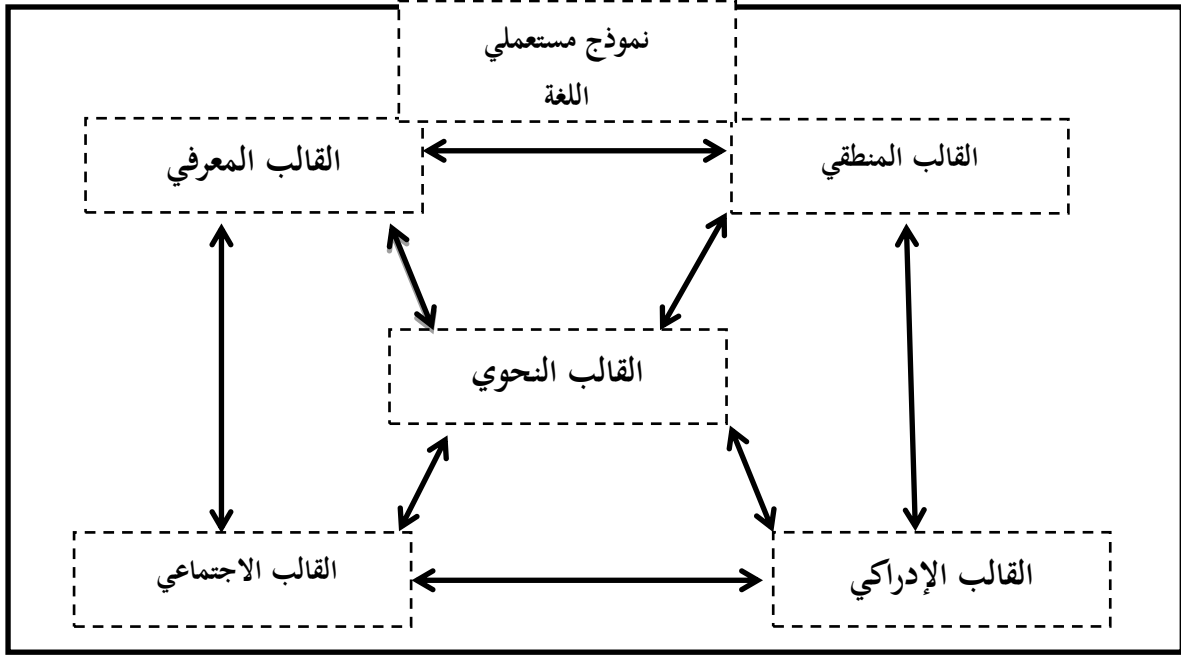 نموذج مستعملي
اللغة
القالب المنطقي
القالب المعرفي
القالب النحوي
القالب الإدراكي
القالب الاجتماعي